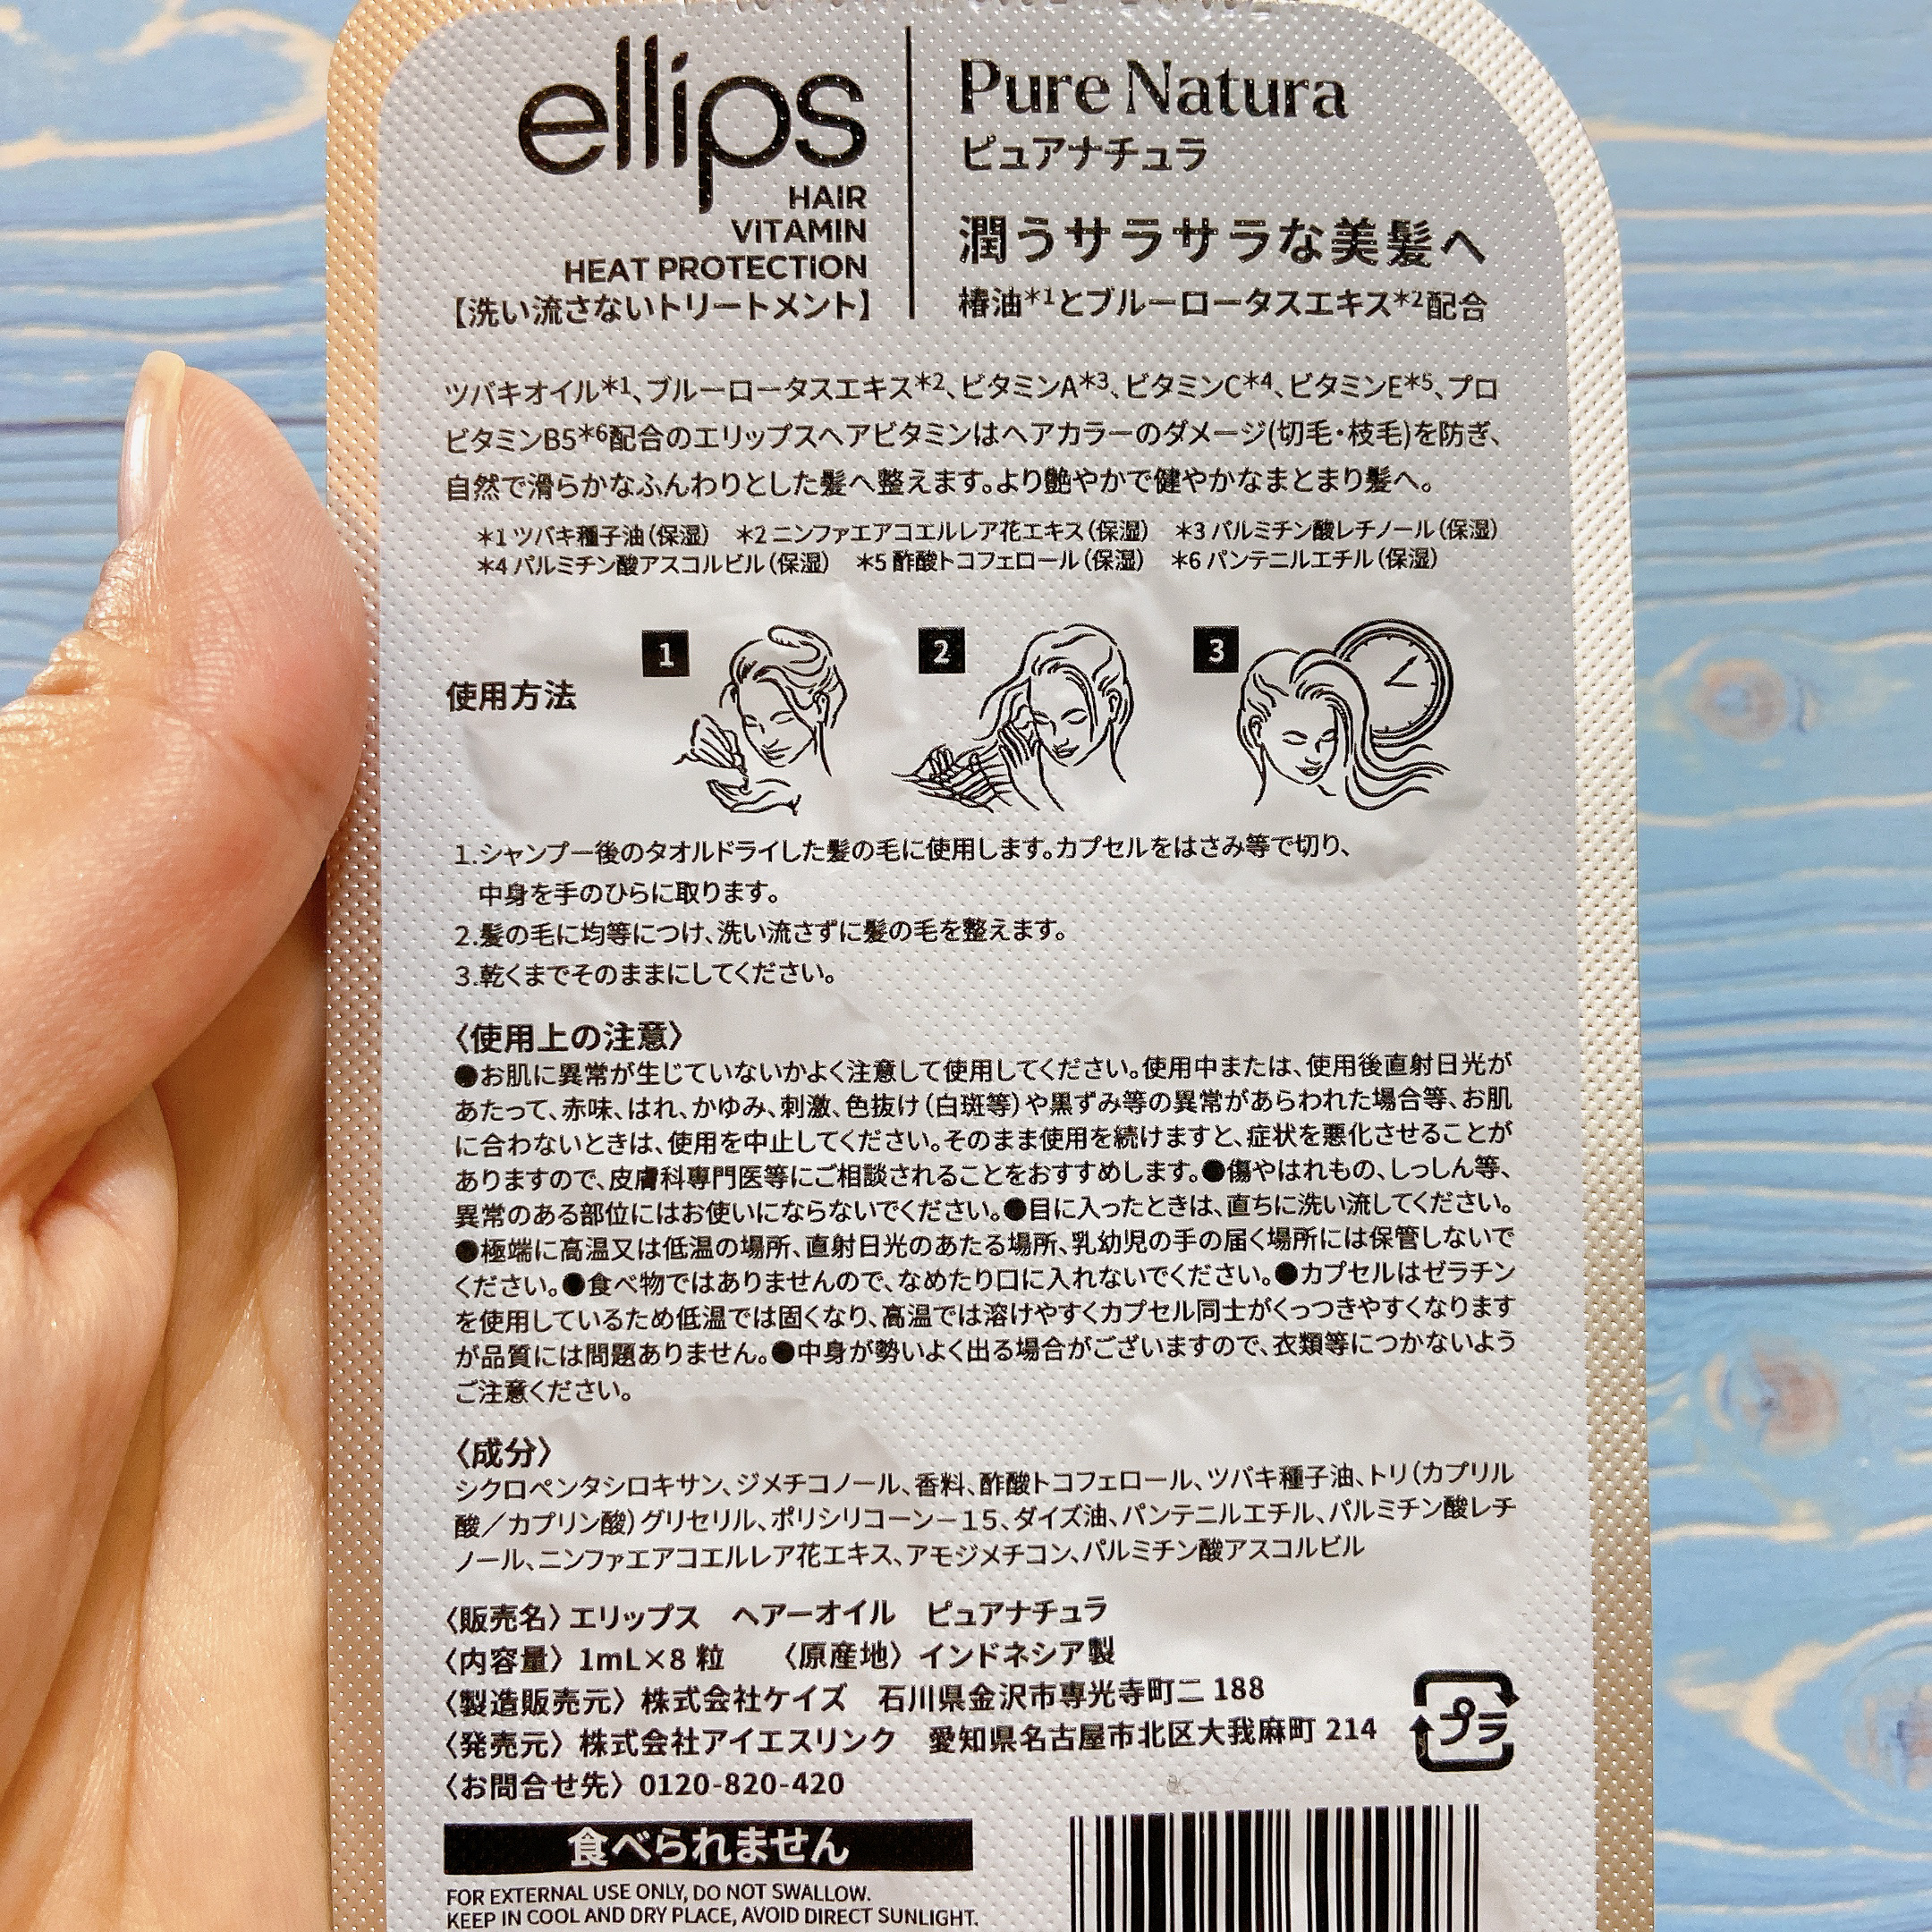 ellips
HAIR
VITAMIN
HEAT PROTECTION
【洗い流さないトリートメント】
Pure Natura
ピュアナチュラ
潤うサラサラな美髪へ
椿油＊1とブルーロータスエキス＊2配合
ツバキオイル＊1、ブルーロータスエキス＊2、ビタミンA＊3、ビタミンC＊4、ビタミンE＊5、プロ
ビタミンB5＊6配合のエリップスヘアビタミンはヘアカラーのダメージ(切毛・枝毛)を防ぎ、
自然で滑らかなふんわりとした髪へ整えます。より艶やかで健やかなまとまり髪へ。
＊1 ツバキ種子油（保湿） ＊2 ニンファエアコエルレア花エキス（保湿） ＊3 パルミチン酸レチノール（保湿）
＊4 パルミチン酸アスコルビル（保湿） ＊5 酢酸トコフェロール（保湿） ＊6 パンテニルエチル（保湿）
使用方法
1
2
3
1.シャンプー後のタオルドライした髪の毛に使用します。カプセルをはさみ等で切り、
中身を手のひらに取ります。
2.髪の毛に均等につけ、洗い流さずに髪の毛を整えます。
3.乾くまでそのままにしてください。
〈使用上の注意〉
●お肌に異常が生じていないかよく注意して使用してください。使用中または、使用後直射日光が
あたって、赤味、はれ、かゆみ、刺激、色抜け（白斑等）や黒ずみ等の異常があらわれた場合等、お肌
に合わないときは、使用を中止してください。そのまま使用を続けますと、症状を悪化させることが
ありますので、皮膚科専門医等にご相談されることをおすすめします。●傷やはれもの、しっしん等、
異常のある部位にはお使いにならないでください。●目に入ったときは、直ちに洗い流してください。
●極端に高温又は低温の場所、直射日光のあたる場所、乳幼児の手の届く場所には保管しないで
ください。●食べ物ではありませんので、なめたり口に入れないでください。●カプセルはゼラチン
を使用しているため低温では固くなり、高温では溶けやすくカプセル同士がくっつきやすくなります
が品質には問題ありません。●中身が勢いよく出る場合がございますので、衣類等につかないよう
ご注意ください。
〈成分〉
シクロペンタシロキサン、ジメチコノール、香料、酢酸トコフェロール、ツバキ種子油、トリ（カプリル
酸／カプリン酸）グリセリル、ポリシリコーン－15、ダイズ油、パンテニルエチル、パルミチン酸レチ
ノール、ニンファエアコエルレア花エキス、アモジメチコン、パルミチン酸アスコルビル
〈販売名〉エリップス ヘアーオイル ピュアナチュラ
〈内容量〉1mL×8 粒 〈原産地〉インドネシア製
〈製造販売元〉株式会社ケイズ 石川県金沢市専光寺町二 188
〈発売元〉株式会社アイエスリンク 愛知県名古屋市北区大我麻町 214
〈お問合せ先〉0120-820-420
プラ
食べられません
FOR EXTERNAL USE ONLY, DO NOT SWALLOW.
KEEP IN COOL AND DRY PLACE, AVOID DIRECT SUNLIGHT.